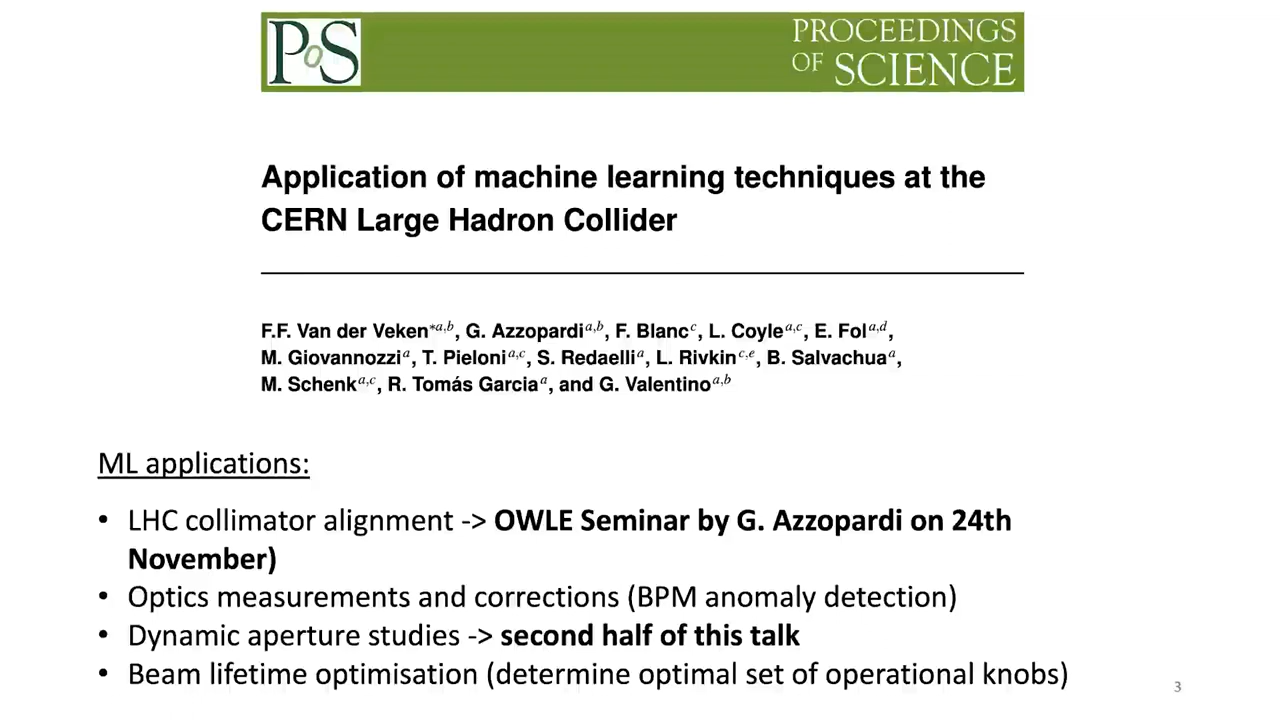 PoS
PROCEEDINGS
OF SCIENCE
Application of machine learning techniques at the
CERN Large Hadron Collider
F.F. Van der Veken*a,b, G. Azzopardia,b, F. Blancc, L. Coylea,c, E. Fola,d,
M. Giovannozzia, T. Pielonia,c, S. Redaellia, L. Rivkinc,e, B. Salvachuaa,
M. Schenka,c, R. Tomás Garciaa, and G. Valentinoa,b
ML applications:
• LHC collimator alignment -> OWLE Seminar by G. Azzopardi on 24th
November)
• Optics measurements and corrections (BPM anomaly detection)
• Dynamic aperture studies -> second half of this talk
• Beam lifetime optimisation (determine optimal set of operational knobs)
3